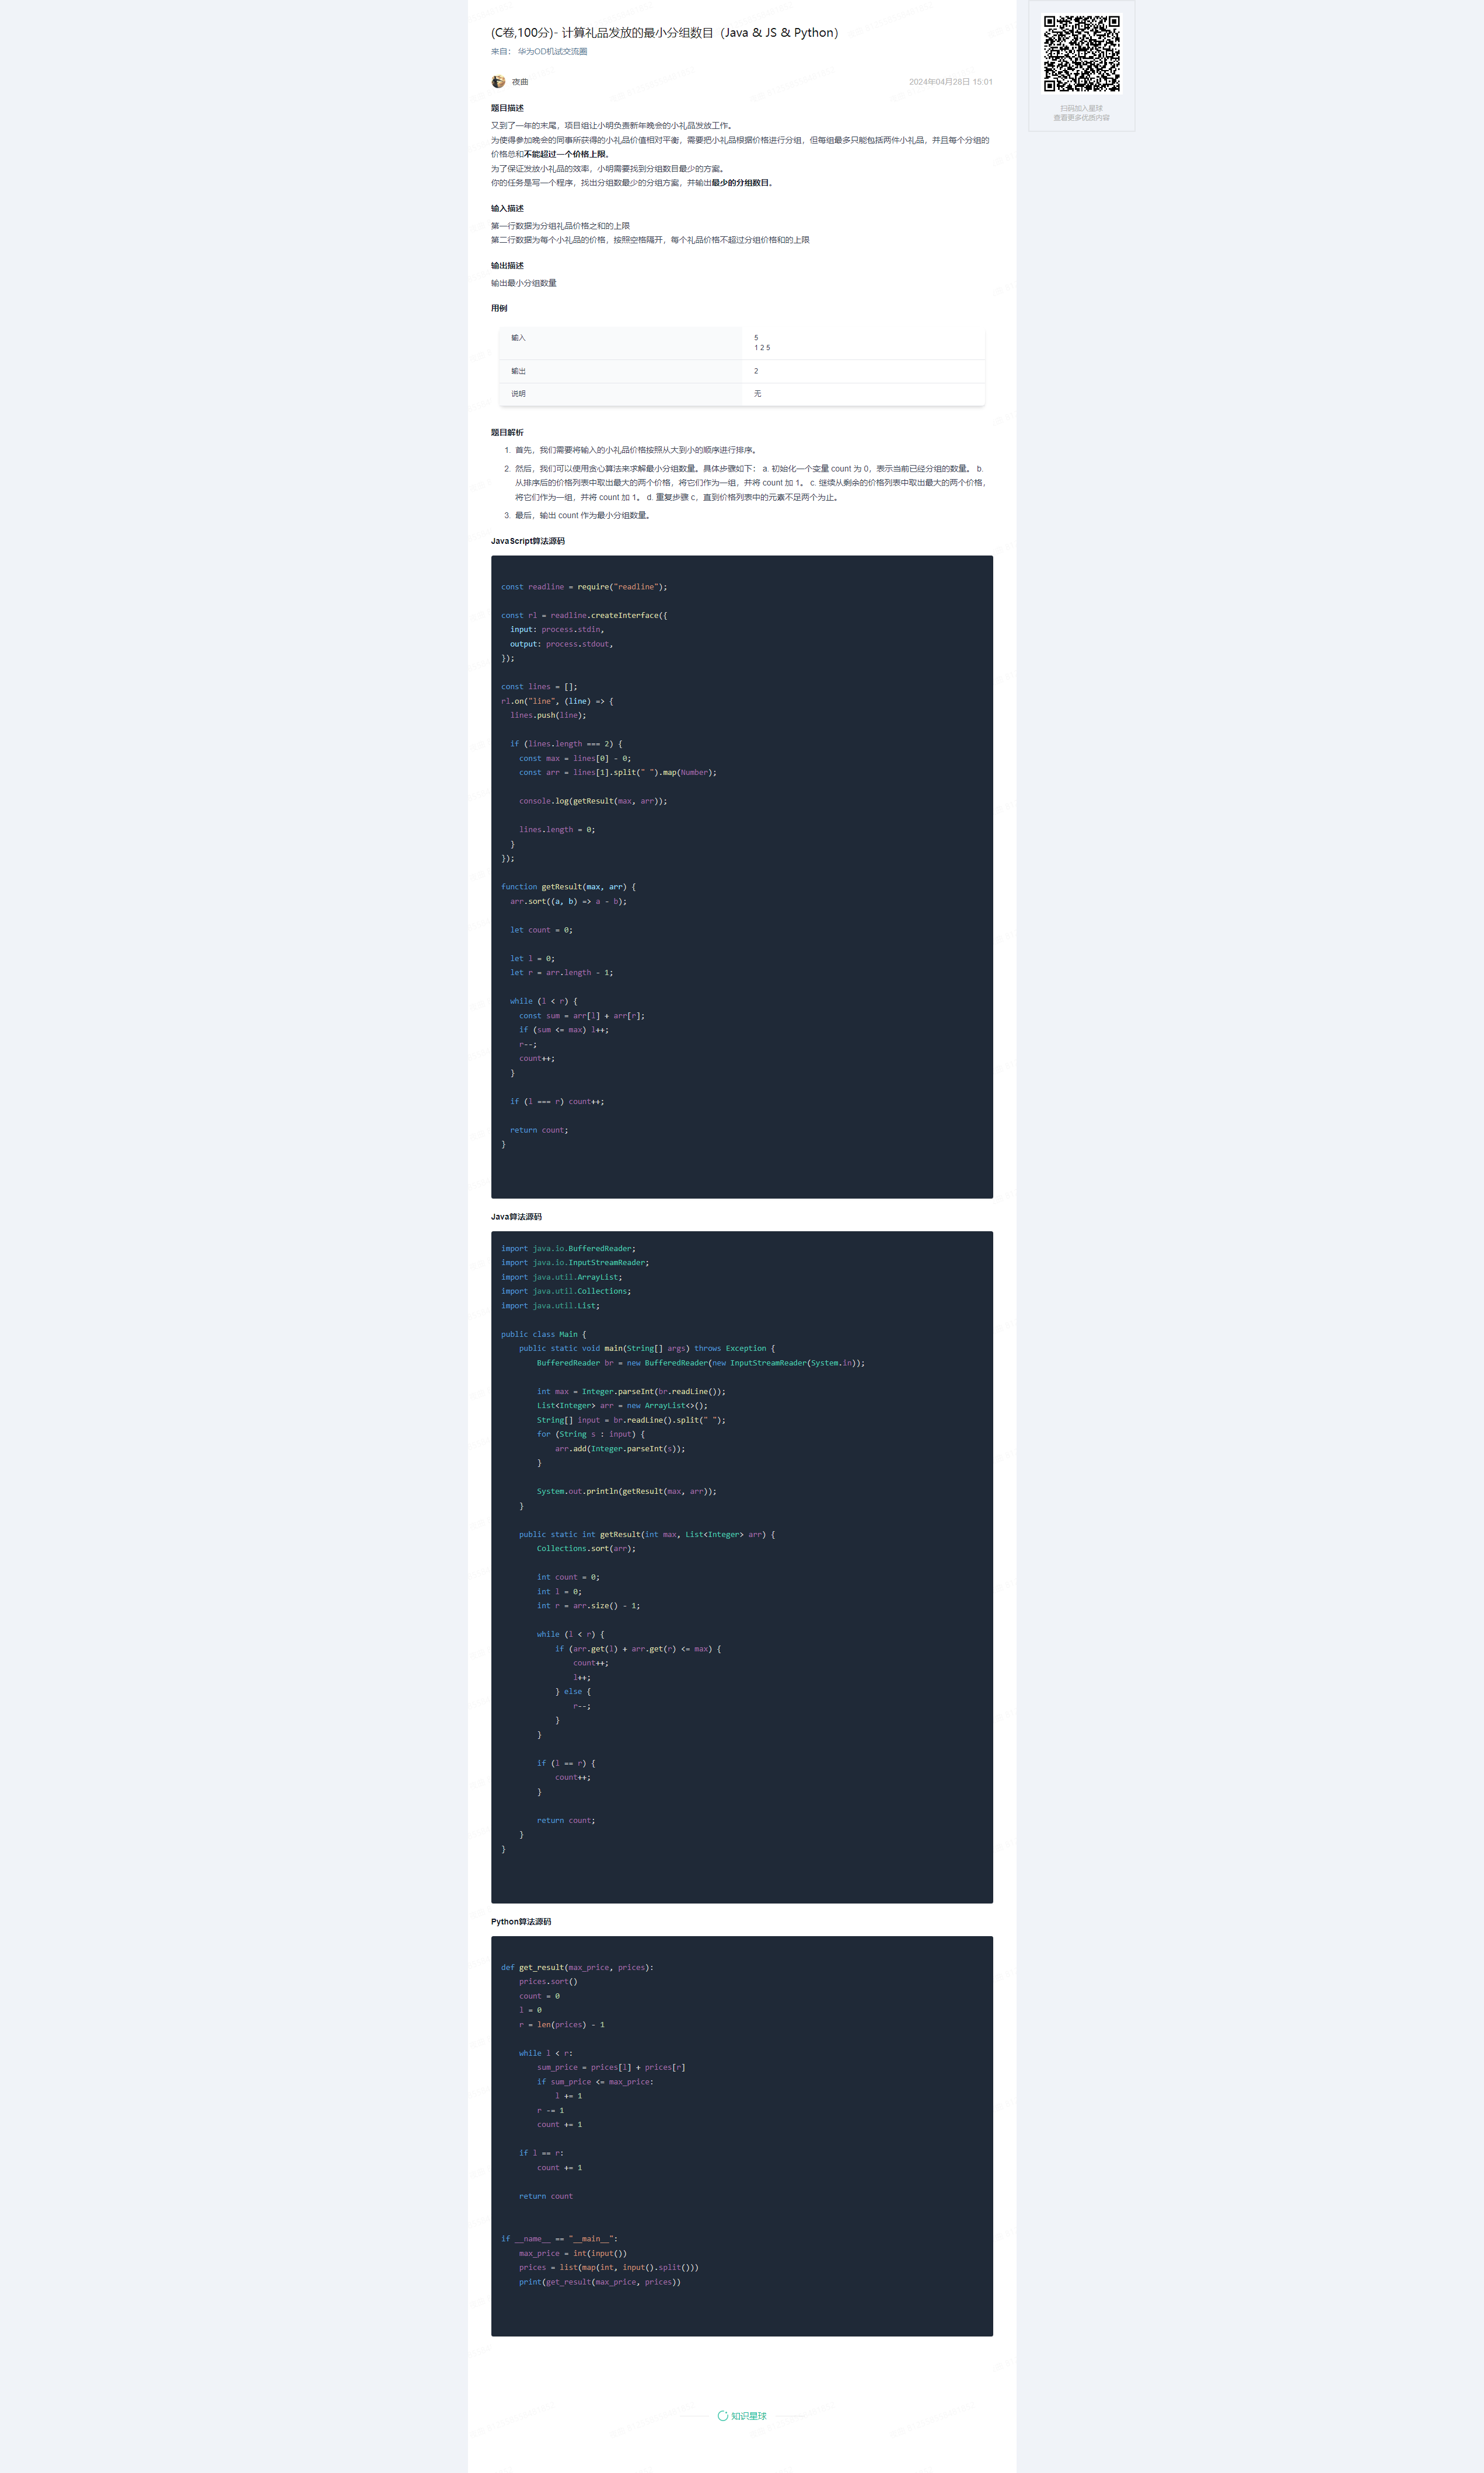 (C卷,100分)- 计算礼品发放的最小分组数目（Java & JS & Python）
来自： 华为OD机试交流圈
夜曲
2024年04月28日 15:01
扫码加入星球
查看更多优质内容
题目描述
又到了一年的末尾，项目组让小明负责新年晚会的小礼品发放工作。
为使得参加晚会的同事所获得的小礼品价值相对平衡，需要把小礼品根据价格进行分组，但每组最多只能包括两件小礼品，并且每个分组的
价格总和不能超过一个价格上限。
为了保证发放小礼品的效率，小明需要找到分组数目最少的方案。
你的任务是写一个程序，找出分组数最少的分组方案，并输出最少的分组数目。
输入描述
第一行数据为分组礼品价格之和的上限
第二行数据为每个小礼品的价格，按照空格隔开，每个礼品价格不超过分组价格和的上限
输出描述
输出最小分组数量
用例
输入
5
1 2 5
输出
2
说明
无
题目解析
1. 首先，我们需要将输入的小礼品价格按照从大到小的顺序进行排序。
2. 然后，我们可以使用贪心算法来求解最小分组数量。具体步骤如下： a. 初始化一个变量 count 为 0，表示当前已经分组的数量。 b.
从排序后的价格列表中取出最大的两个价格，将它们作为一组，并将 count 加 1。 c. 继续从剩余的价格列表中取出最大的两个价格，
将它们作为一组，并将 count 加 1。 d. 重复步骤 c，直到价格列表中的元素不足两个为止。
3. 最后，输出 count 作为最小分组数量。
JavaScript算法源码
const readline = require("readline");
const rl = readline.createInterface({
input: process.stdin,
output: process.stdout,
});
const lines = [];
rl.on("line", (line) => {
lines.push(line);
if (lines.length === 2) {
const max = lines[0] - 0;
const arr = lines[1].split(" ").map(Number);
console.log(getResult(max, arr));
lines.length = 0;
}
});
function getResult(max, arr) {
arr.sort((a, b) => a - b);
let count = 0;
let l = 0;
let r = arr.length - 1;
while (l < r) {
const sum = arr[l] + arr[r];
if (sum <= max) l++;
r--;
count++;
}
if (l === r) count++;
return count;
}
Java算法源码
import java.io.BufferedReader;
import java.io.InputStreamReader;
import java.util.ArrayList;
import java.util.Collections;
import java.util.List;
public class Main {
public static void main(String[] args) throws Exception {
BufferedReader br = new BufferedReader(new InputStreamReader(System.in));
int max = Integer.parseInt(br.readLine());
List<Integer> arr = new ArrayList<>();
String[] input = br.readLine().split(" ");
for (String s : input) {
arr.add(Integer.parseInt(s));
}
System.out.println(getResult(max, arr));
}
public static int getResult(int max, List<Integer> arr) {
Collections.sort(arr);
int count = 0;
int l = 0;
int r = arr.size() - 1;
while (l < r) {
if (arr.get(l) + arr.get(r) <= max) {
count++;
l++;
} else {
r--;
}
}
if (l == r) {
count++;
}
return count;
}
}
Python算法源码
def get_result(max_price, prices):
prices.sort()
count = 0
l = 0
r = len(prices) - 1
while l < r:
sum_price = prices[l] + prices[r]
if sum_price <= max_price:
l += 1
r -= 1
count += 1
if l == r:
count += 1
return count
if __name__ == "__main__":
max_price = int(input())
prices = list(map(int, input().split()))
print(get_result(max_price, prices))
知识星球